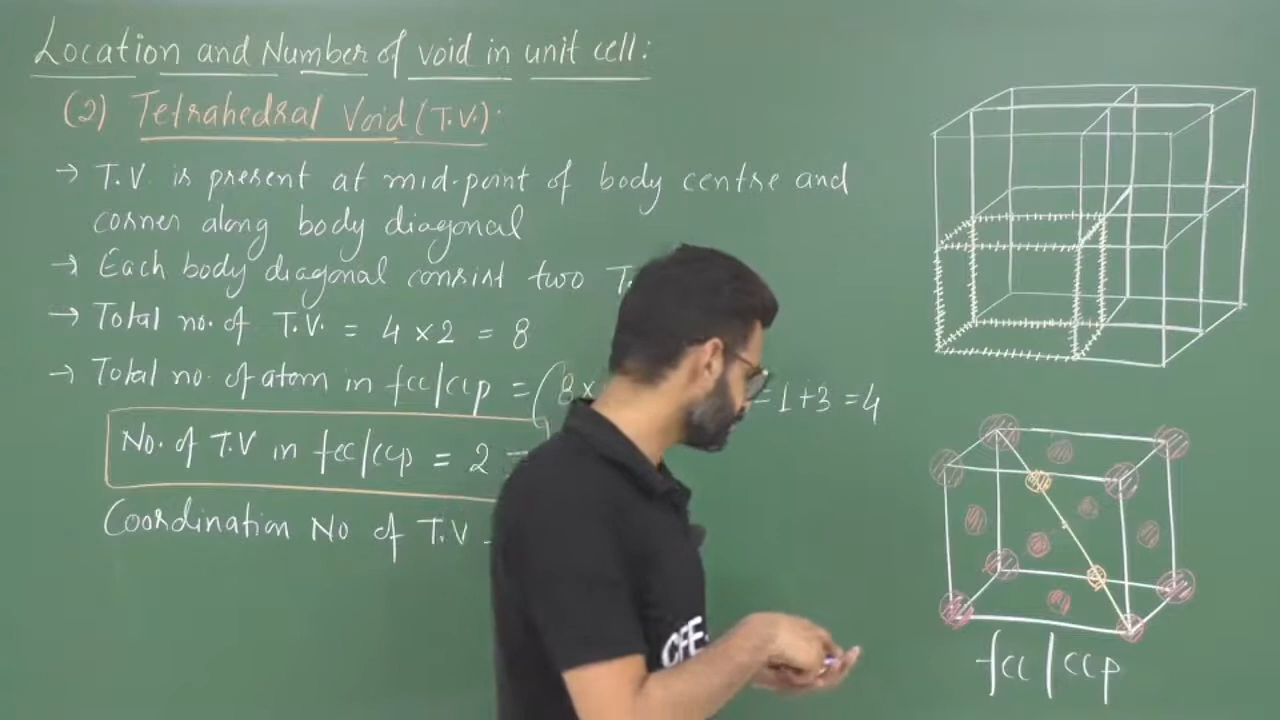 Location and Number of void in unit cell:
(2) Tetrahedral Void (T.V.):
→ T.V. is present at mid-point of body centre and
corner along body diagonal
→ Each body diagonal consist two T.
→ Total no. of T.V. = 4 × 2 = 8
→ Total no. of atom in fcc/ccp = (8× = 1+3 = 4
No. of T.V in fcc/ccp = 2
Coordination No of T.V -
CFE
fcc/ccp